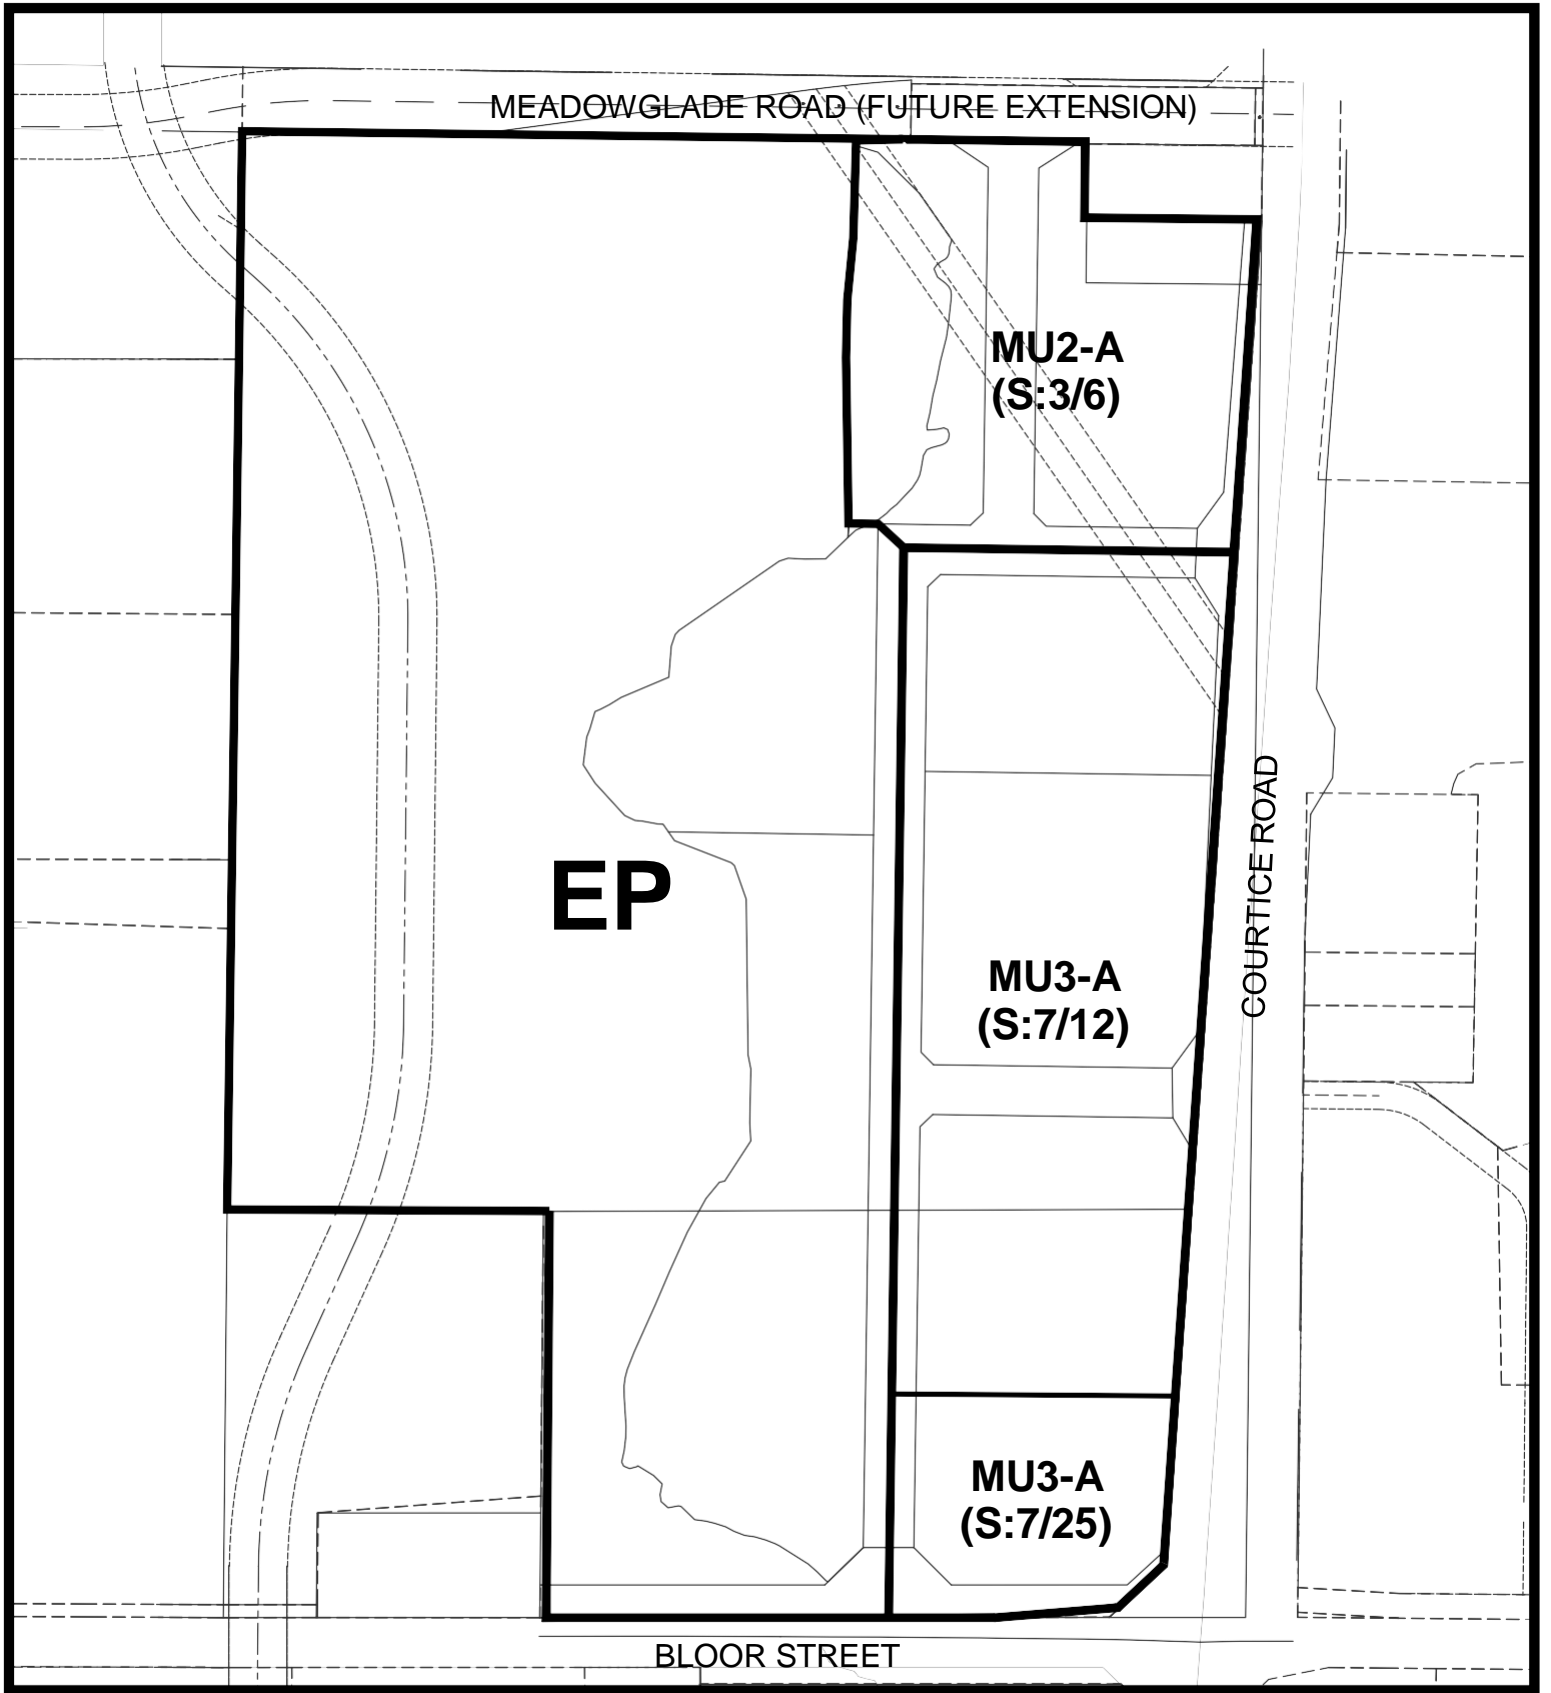 MEADOWGLADE ROAD (FUTURE EXTENSION)
MU2-A
(S:3/6)
EP
COURTICE ROAD
MU3-A
(S:7/12)
MU3-A
(S:7/25)
BLOOR STREET